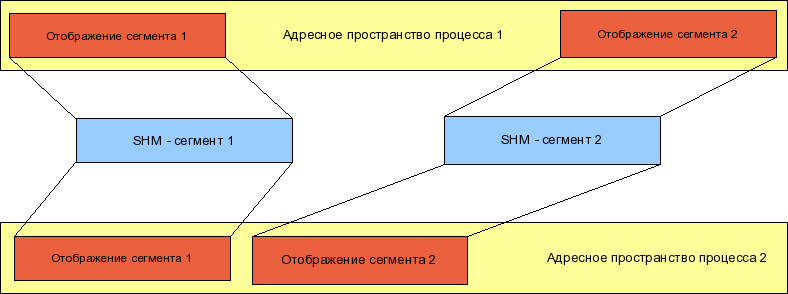 Отображение сегмента 1
Адресное пространство процесса 1
Отображение сегмента 2
SHM - сегмент 1
SHM - сегмент 2
Отображение сегмента 1
Отображение сегмента 2
Адресное пространство процесса 2